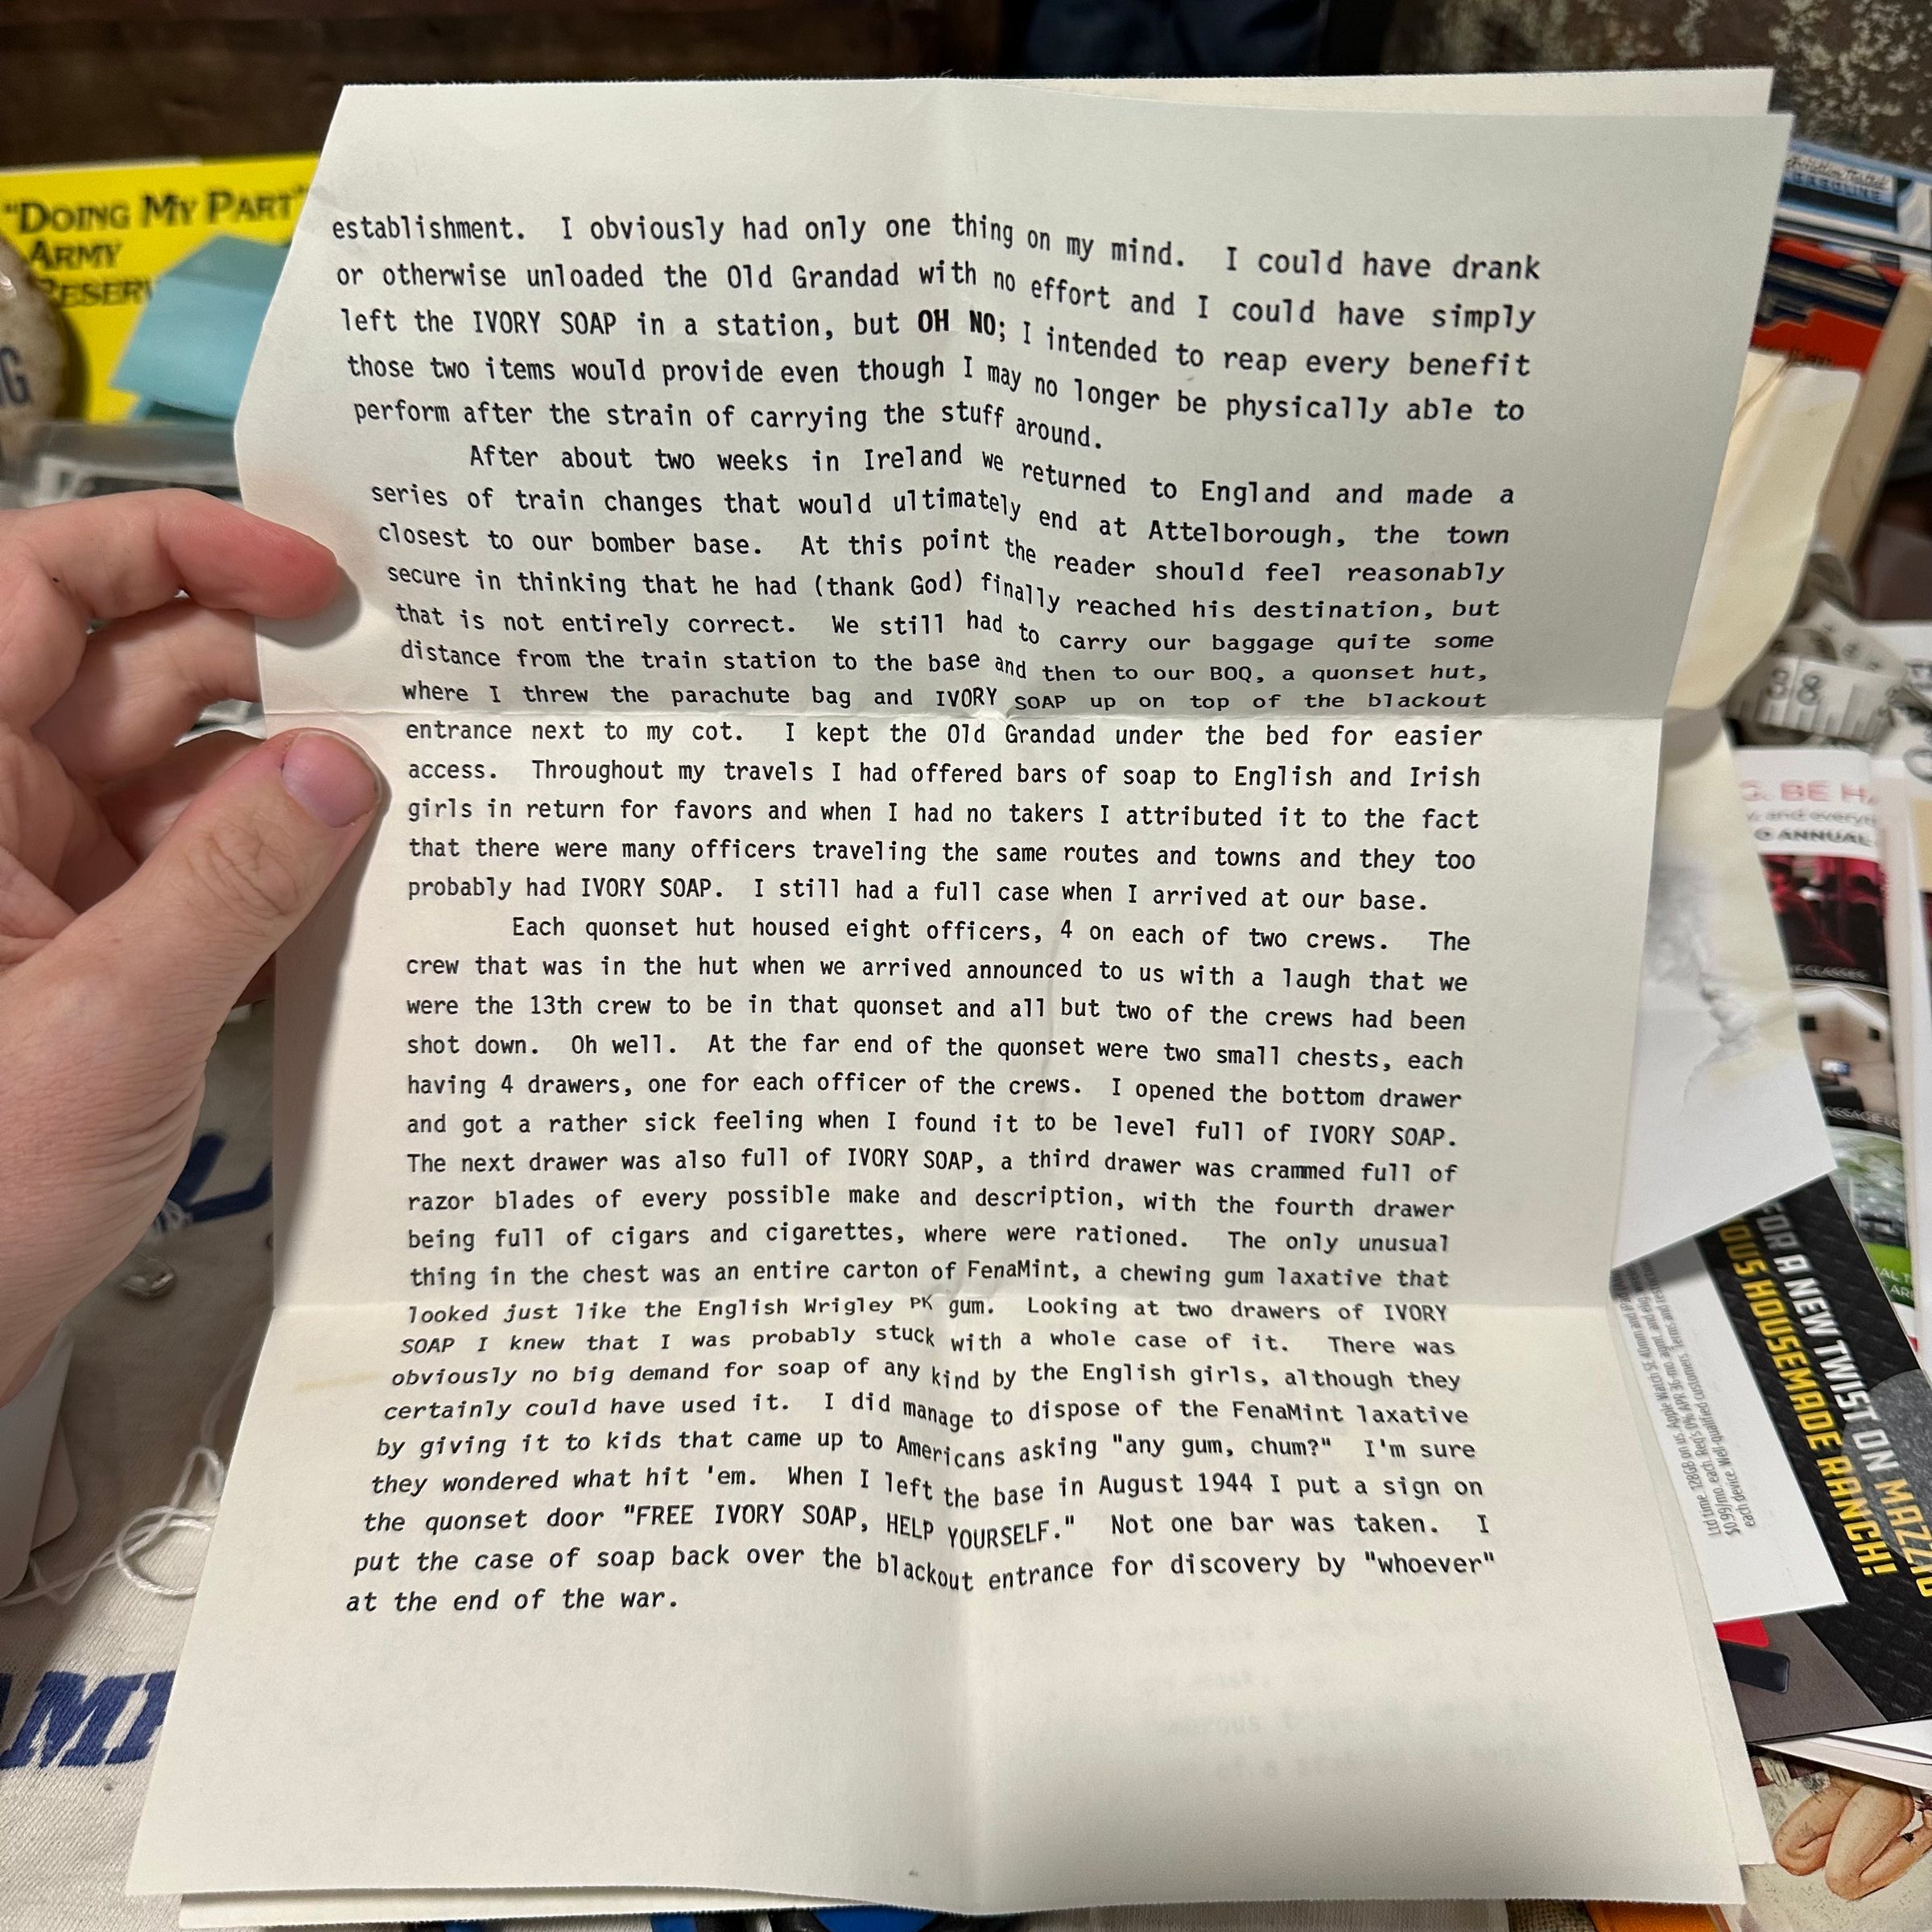 "DOING MY PART"
ARMY
RESERV
establishment.  I obviously had only one thing on my mind.  I could have drank
or otherwise unloaded the Old Grandad with no effort and I could have simply
left the IVORY SOAP in a station, but OH NO; I intended to reap every benefit
those two items would provide even though I may no longer be physically able to
perform after the strain of carrying the stuff around.
After about two weeks in Ireland we returned to England and made a
series of train changes that would ultimately end at Attelborough, the town
closest to our bomber base.  At this point the reader should feel reasonably
secure in thinking that he had (thank God) finally reached his destination, but
that is not entirely correct.  We still had to carry our baggage quite some
distance from the train station to the base and then to our BOQ, a quonset hut,
where I threw the parachute bag and IVORY SOAP up on top of the blackout
entrance next to my cot.  I kept the Old Grandad under the bed for easier
access.  Throughout my travels I had offered bars of soap to English and Irish
girls in return for favors and when I had no takers I attributed it to the fact
that there were many officers traveling the same routes and towns and they too
probably had IVORY SOAP.  I still had a full case when I arrived at our base.
Each quonset hut housed eight officers, 4 on each of two crews.  The
crew that was in the hut when we arrived announced to us with a laugh that we
were the 13th crew to be in that quonset and all but two of the crews had been
shot down.  Oh well.  At the far end of the quonset were two small chests, each
having 4 drawers, one for each officer of the crews.  I opened the bottom drawer
and got a rather sick feeling when I found it to be level full of IVORY SOAP.
The next drawer was also full of IVORY SOAP, a third drawer was crammed full of
razor blades of every possible make and description, with the fourth drawer
being full of cigars and cigarettes, where were rationed.  The only unusual
thing in the chest was an entire carton of FenaMint, a chewing gum laxative that
looked just like the English Wrigley PK gum.  Looking at two drawers of IVORY
SOAP I knew that I was probably stuck with a whole case of it.  There was
obviously no big demand for soap of any kind by the English girls, although they
certainly could have used it.  I did manage to dispose of the FenaMint laxative
by giving it to kids that came up to Americans asking "any gum, chum?"  I'm sure
they wondered what hit 'em.  When I left the base in August 1944 I put a sign on
the quonset door "FREE IVORY SOAP, HELP YOURSELF."  Not one bar was taken.  I
put the case of soap back over the blackout entrance for discovery by "whoever"
at the end of the war.
GASOLINE
38
BE
ANNUAL
FOR A NEW TWIST ON
HOUSEMADE RANCH!